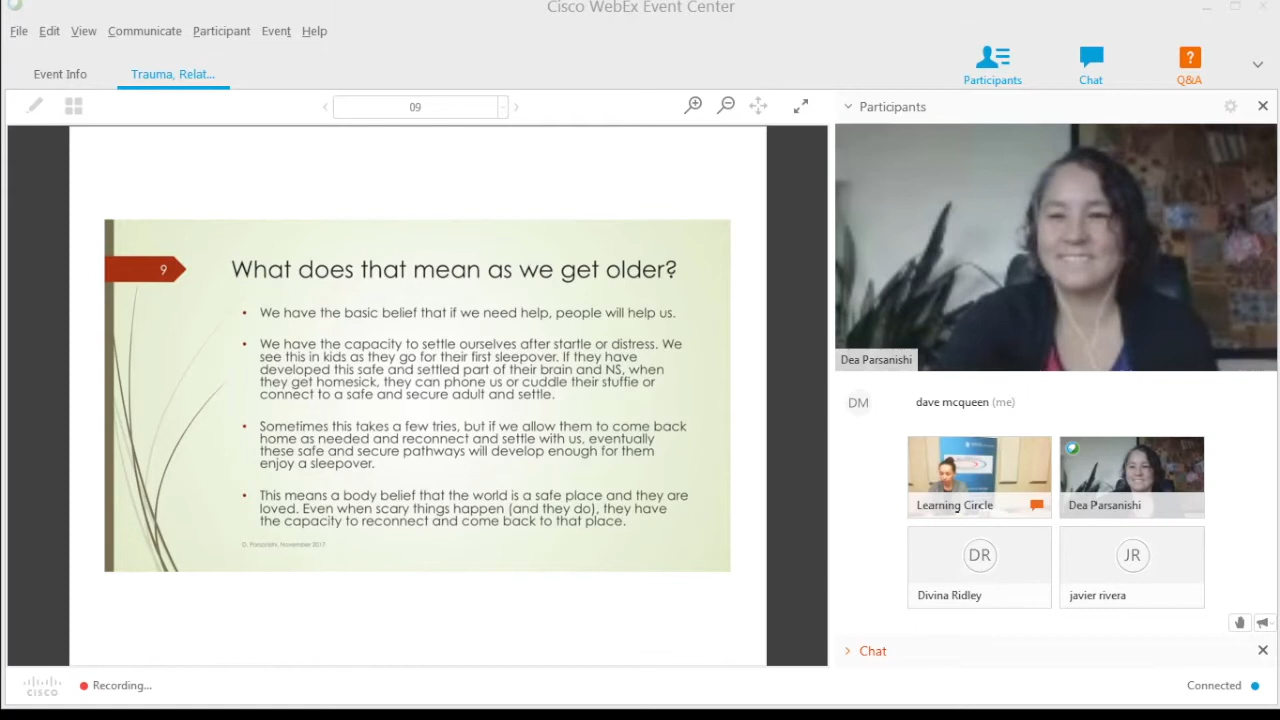 Cisco WebEx Event Center
File Edit View Communicate Participant Event Help
Event Info
Trauma, Relat...
Participants
Chat
?
Q&A
09
Participants
9
What does that mean as we get older?
• We have the basic belief that if we need help, people will help us.
• We have the capacity to settle ourselves after startle or distress. We
see this in kids as they go for their first sleepover. If they have
developed this safe and settled part of their brain and NS, when
they get homesick, they can phone us or cuddle their stuffie or
connect to a safe and secure adult and settle.
• Sometimes this takes a few tries, but if we allow them to come back
home as needed and reconnect and settle with us, eventually
these safe and secure pathways will develop enough for them
enjoy a sleepover.
• This means a body belief that the world is a safe place and they are
loved. Even when scary things happen (and they do), they have
the capacity to reconnect and come back to that place.
D. Parsanishi, November 2017
Dea Parsanishi
DM
dave mcqueen (me)
Learning Circle
Dea Parsanishi
DR
Divina Ridley
JR
javier rivera
Chat
CISCO
Recording...
Connected